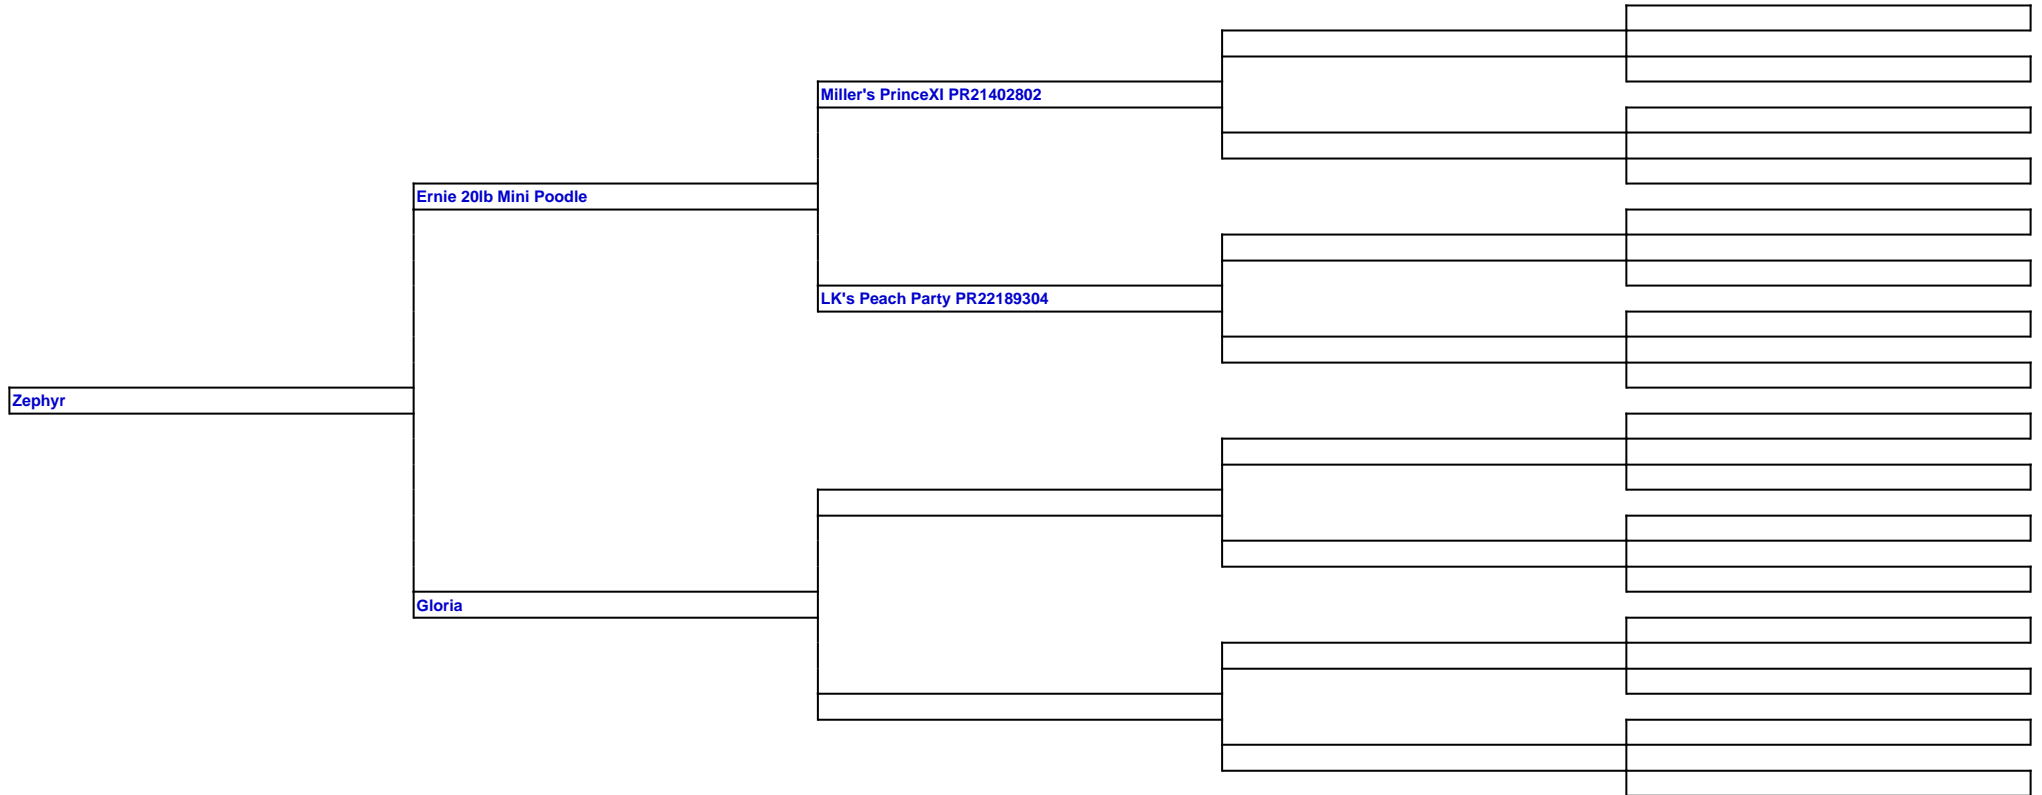 Miller's PrinceXI PR21402802
Ernie 20lb Mini Poodle
LK's Peach Party PR22189304
Zephyr
Gloria